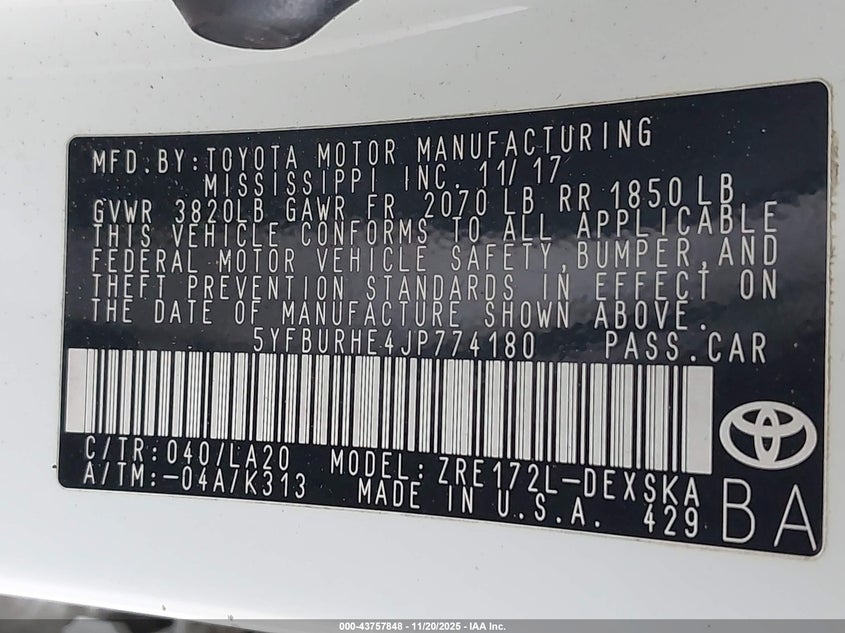 MFD.BY:TOYOTA MOTOR MANUFACTURING
MISSISSIPPI INC. 11/17
GVWR 3820LB GAWR FR 2070 LB RR 1850 LB
THIS VEHICLE CONFORMS TO ALL APPLICABLE
FEDERAL MOTOR VEHICLE SAFETY,BUMPER,AND
THEFT PREVENTION STANDARDS IN EFFECT ON
THE DATE OF MANUFACTURE SHOWN ABOVE.
5YFBURHE4JP774180 PASS.CAR
C/TR:040/LA20 MODEL:ZRE172L-DEXSKA
A/TM:-04A/K313 MADE IN U.S.A. 429
BA
000-43757848 - 11/20/2025 - IAA Inc.